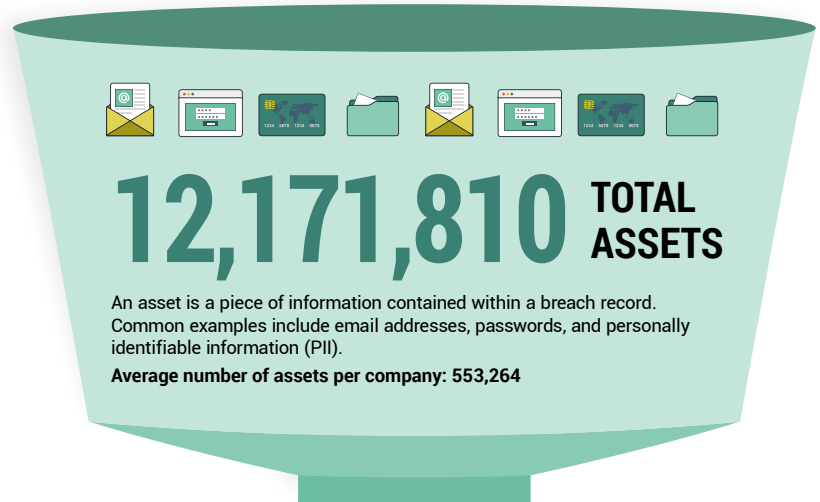 12,171,810 TOTAL
ASSETS
An asset is a piece of information contained within a breach record.
Common examples include email addresses, passwords, and personally
identifiable information (PII).
Average number of assets per company: 553,264